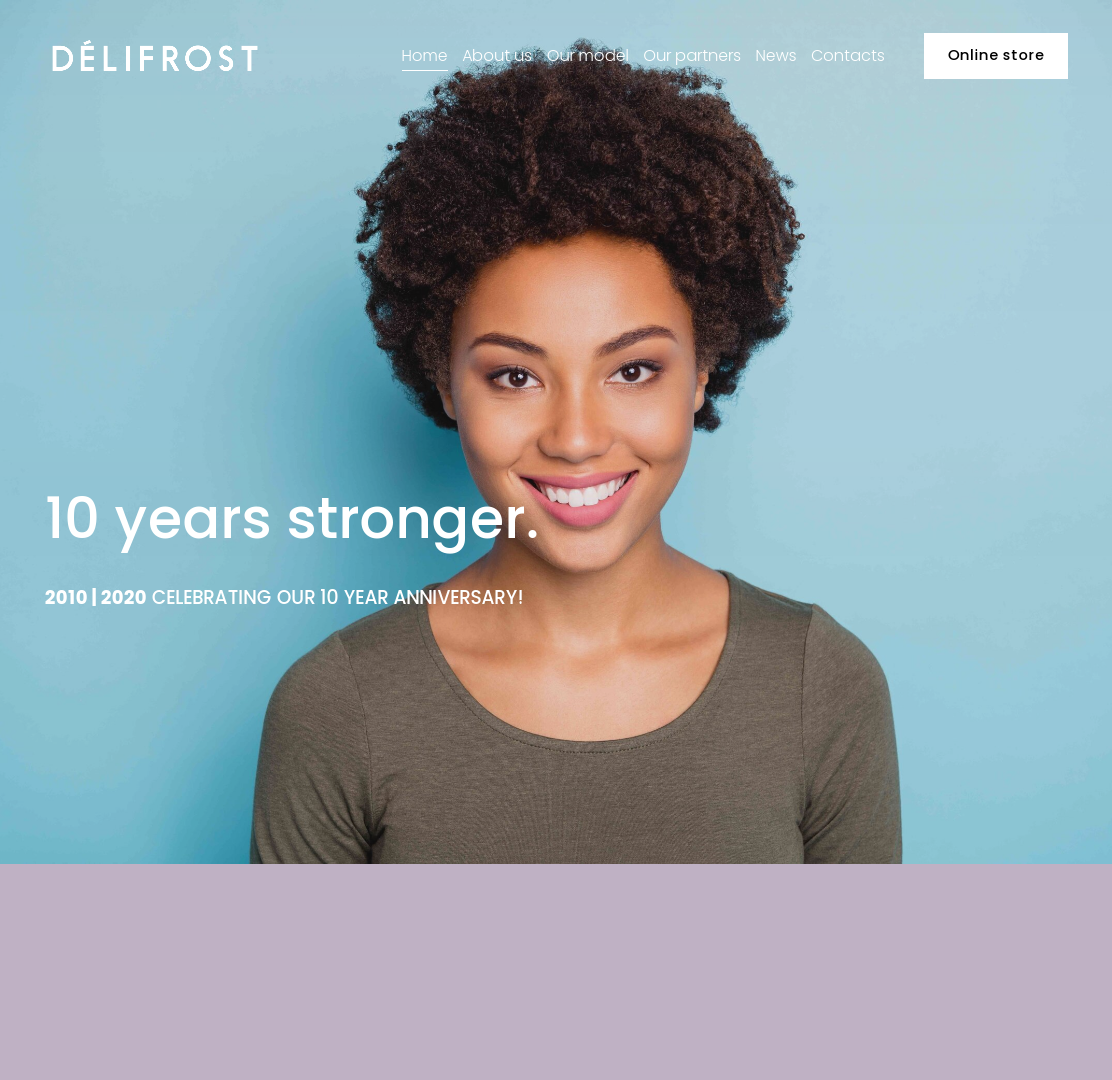 DÉLIFROST
Home About us Our model Our partners News Contacts Online store
10 years stronger.
2010 | 2020 CELEBRATING OUR 10 YEAR ANNIVERSARY!